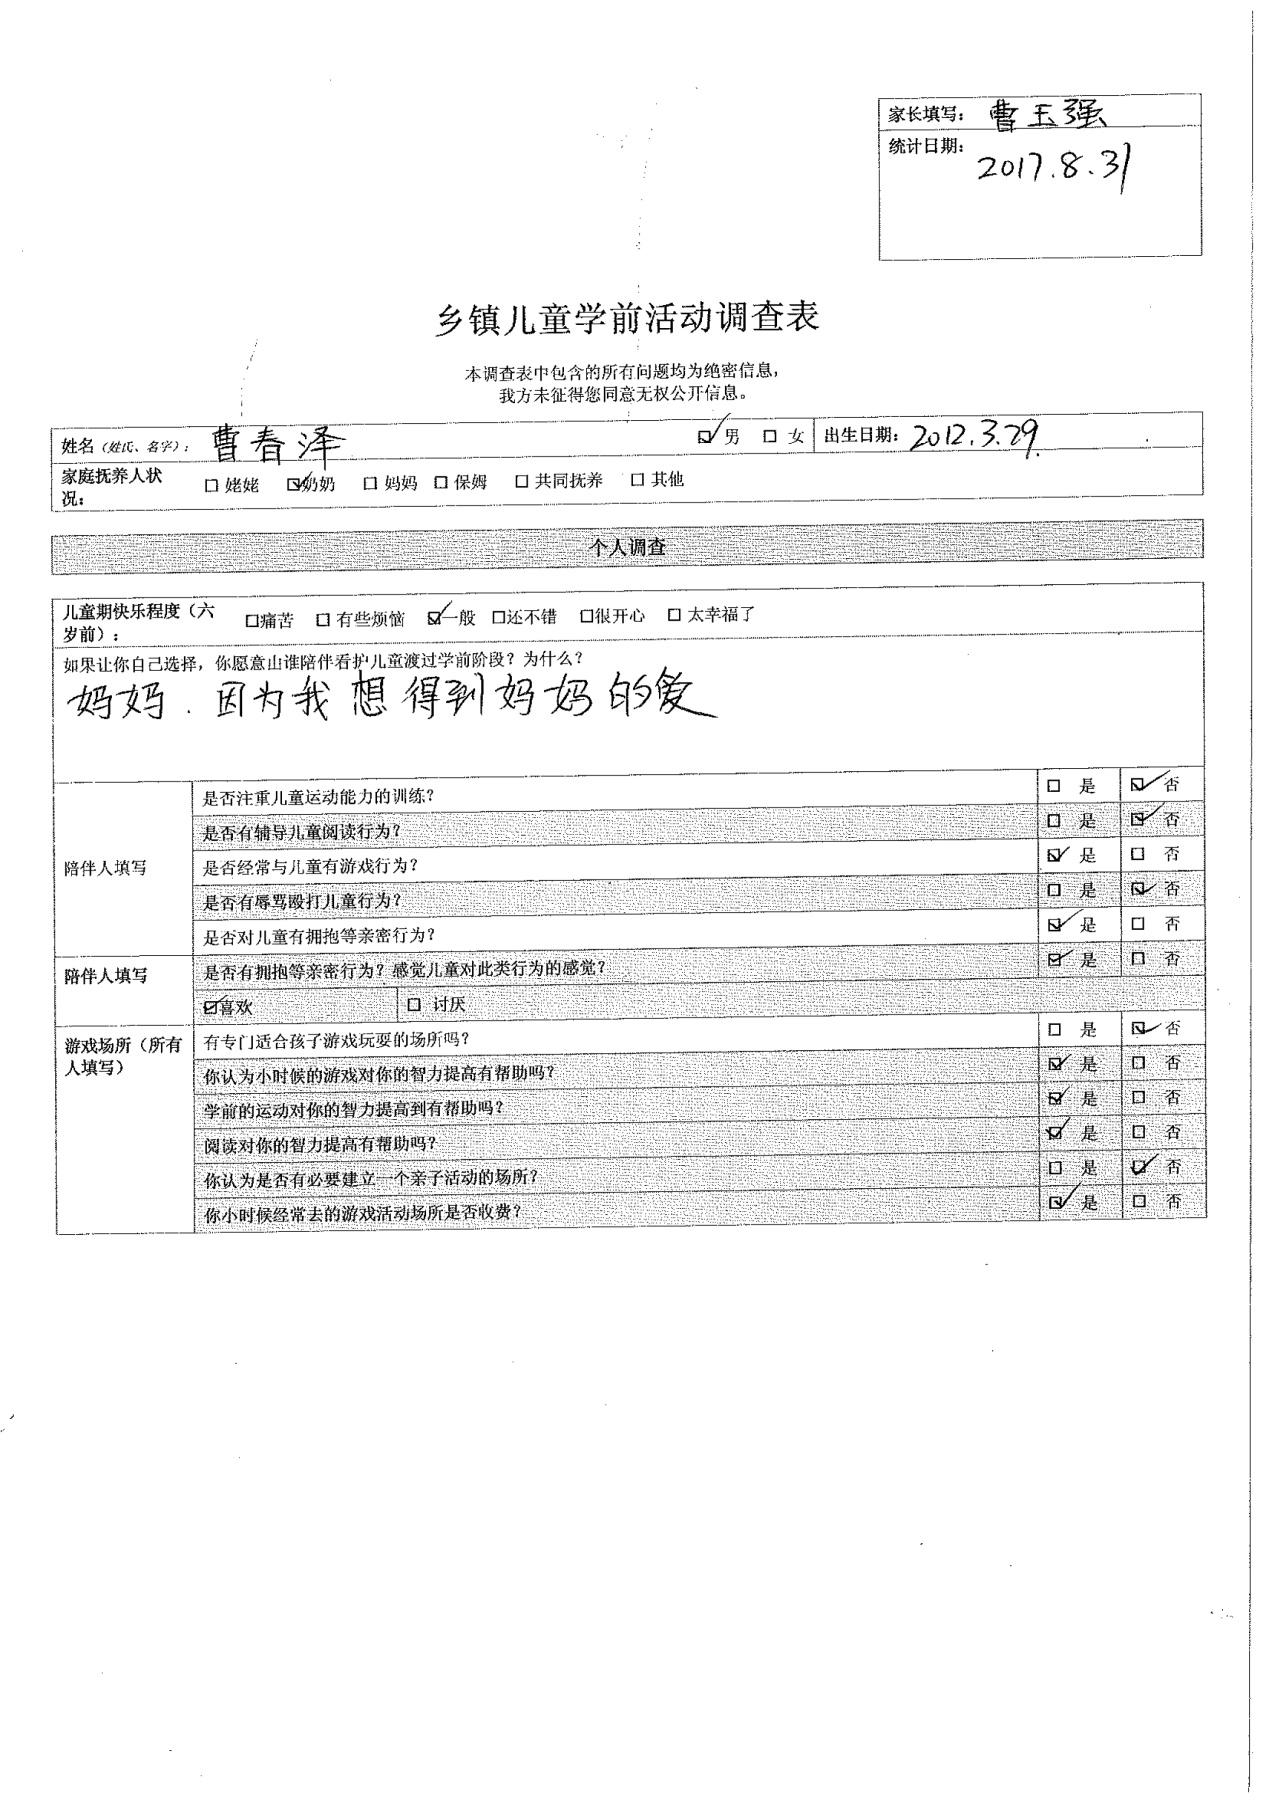 家长填写： 曹玉强
统计日期： 2017.8.31
乡镇儿童学前活动调查表
本调查表中包含的所有问题均为绝密信息，
我方未征得您同意无权公开信息。
姓名（姓氏、名字）： 曹春泽 ☑ 男 □ 女 出生日期： 2012.3.29.
家庭抚养人状况： □ 姥姥 ☑奶奶 □ 妈妈 □ 保姆 □ 共同抚养 □ 其他
个人调查
儿童期快乐程度（六岁前）： □痛苦 □ 有些烦恼 ☑一般 □还不错 □很开心 □ 太幸福了
如果让你自己选择，你愿意山谁陪伴看护儿童渡过学前阶段？为什么？
妈妈．因为我想得到妈妈的爱
陪伴人填写
是否注重儿童运动能力的训练？ □ 是 ☑ 否
是否有辅导儿童阅读行为？ □ 是 ☑ 否
是否经常与儿童有游戏行为？ ☑ 是 □ 否
是否有辱骂殴打儿童行为？ □ 是 ☑ 否
是否对儿童有拥抱等亲密行为？ ☑ 是 □ 否
陪伴人填写 是否有拥抱等亲密行为？感觉儿童对此类行为的感觉？ ☑ 是 □ 否
☑喜欢 □ 讨厌
游戏场所（所有人填写） 有专门适合孩子游戏玩耍的场所吗？ □ 是 ☑ 否
你认为小时候的游戏对你的智力提高有帮助吗？ ☑ 是 □ 否
学前的运动对你的智力提高到有帮助吗？ ☑ 是 □ 否
阅读对你的智力提高有帮助吗？ ☑ 是 □ 否
你认为是否有必要建立一个亲子活动的场所？ □ 是 ☑ 否
你小时候经常去的游戏活动场所是否收费？ ☑ 是 □ 否